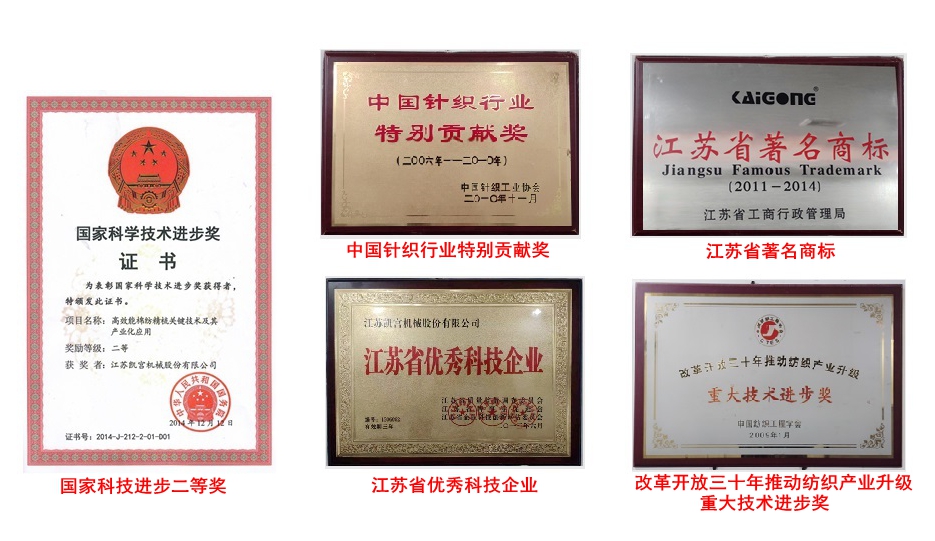 国家科学技术进步奖
证 书
为表彰国家科学技术进步奖获得者，
特颁发此证书。
项目名称：高效能棉纺精梳关键技术及其
产业化应用
奖励等级：二等
获 奖 者：江苏凯宫机械股份有限公司
2014年12月12日
证书号：2014-J-212-2-01-D01
国家科技进步二等奖
中国针织行业
特别贡献奖
（二〇〇六年——二〇一〇年）
中国针织工业协会
二〇一〇年十一月
中国针织行业特别贡献奖
KAIGONG®
江苏省著名商标
Jiangsu Famous Trademark
(2011-2014)
江苏省工商行政管理局
江苏省著名商标
江苏凯宫机械股份有限公司
江苏省优秀科技企业
有效期三年
江苏省优秀科技企业
改革开放三十年推动纺织产业升级
重大技术进步奖
中国纺织工程学会
改革开放三十年推动纺织产业升级
重大技术进步奖